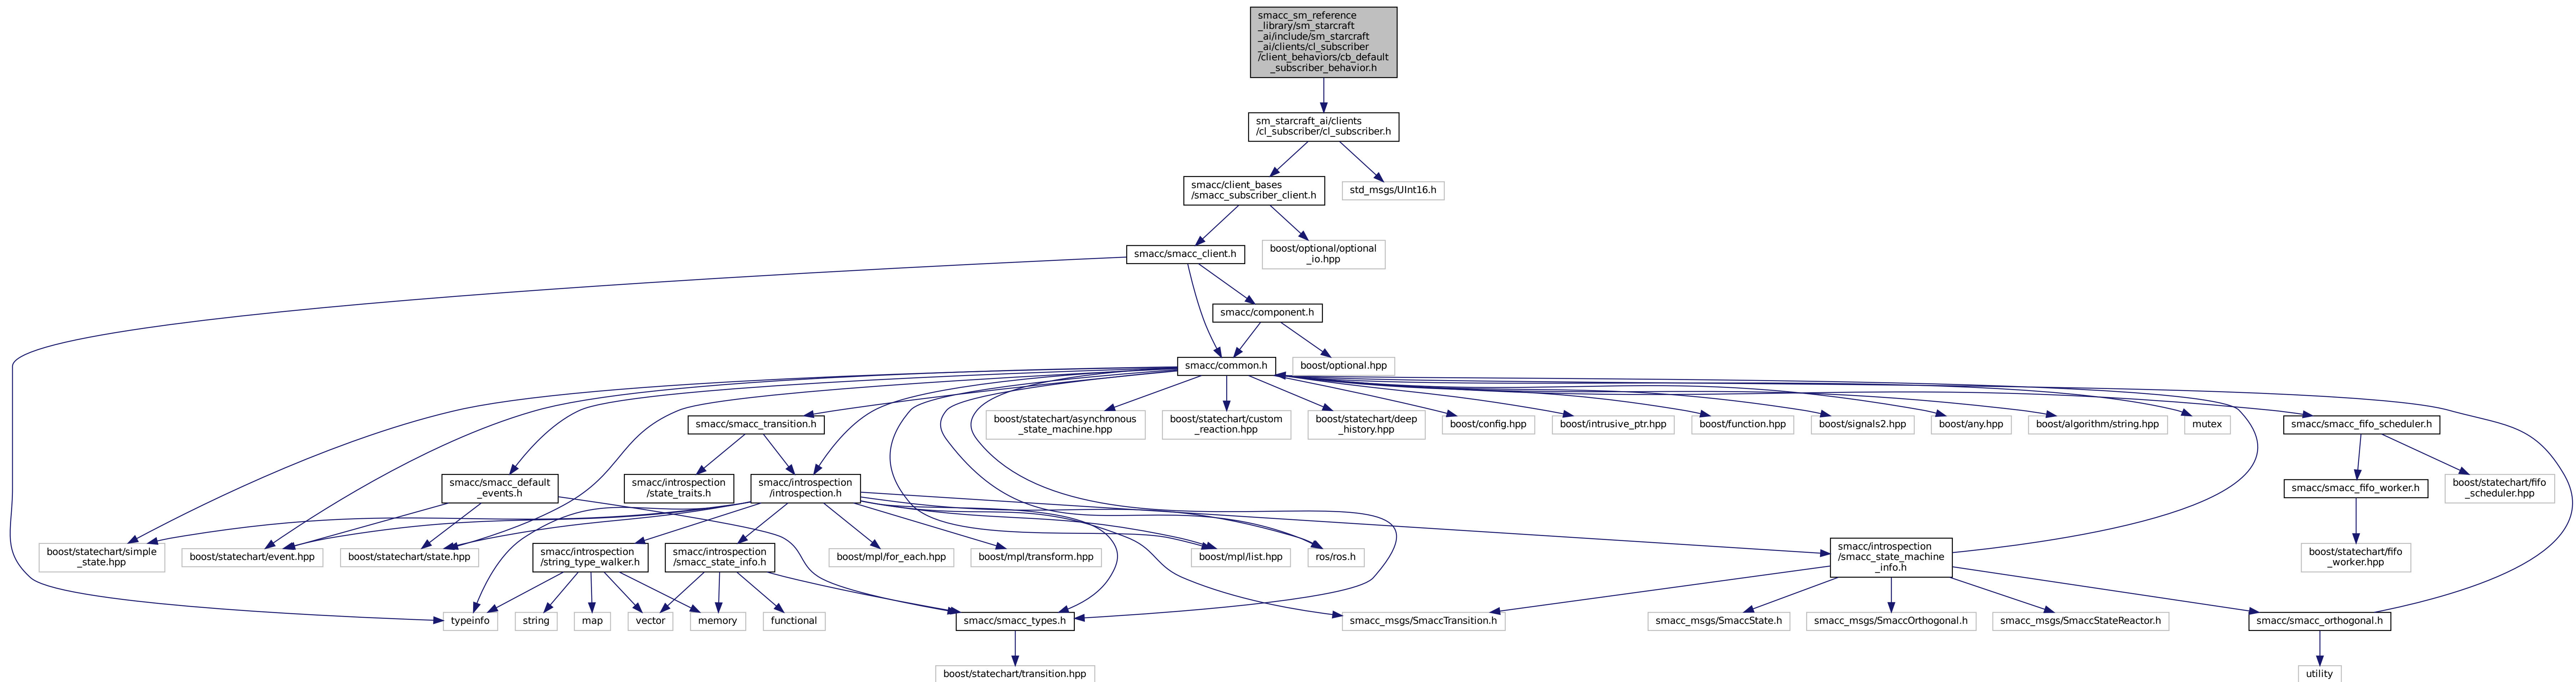 smacc_sm_reference
_library/sm_starcraft
_ai/include/sm_starcraft
_ai/clients/cl_subscriber
/client_behaviors/cb_default
_subscriber_behavior.h
sm_starcraft_ai/clients
/cl_subscriber/cl_subscriber.h
smacc/client_bases
/smacc_subscriber_client.h
std_msgs/UInt16.h
smacc/smacc_client.h
boost/optional/optional
_io.hpp
smacc/component.h
smacc/common.h
boost/optional.hpp
smacc/smacc_transition.h
boost/statechart/asynchronous
_state_machine.hpp
boost/statechart/custom
_reaction.hpp
boost/statechart/deep
_history.hpp
boost/config.hpp
boost/intrusive_ptr.hpp
boost/function.hpp
boost/signals2.hpp
boost/any.hpp
boost/algorithm/string.hpp
mutex
smacc/smacc_fifo_scheduler.h
smacc/smacc_default
_events.h
smacc/introspection
/state_traits.h
smacc/introspection
/introspection.h
smacc/smacc_fifo_worker.h
boost/statechart/fifo
_scheduler.hpp
boost/statechart/simple
_state.hpp
boost/statechart/event.hpp
boost/statechart/state.hpp
smacc/introspection
/string_type_walker.h
smacc/introspection
/smacc_state_info.h
boost/mpl/for_each.hpp
boost/mpl/transform.hpp
boost/mpl/list.hpp
ros/ros.h
smacc/introspection
/smacc_state_machine
_info.h
boost/statechart/fifo
_worker.hpp
typeinfo
string
map
vector
memory
functional
smacc/smacc_types.h
smacc_msgs/SmaccTransition.h
smacc_msgs/SmaccState.h
smacc_msgs/SmaccOrthogonal.h
smacc_msgs/SmaccStateReactor.h
smacc/smacc_orthogonal.h
boost/statechart/transition.hpp
utility